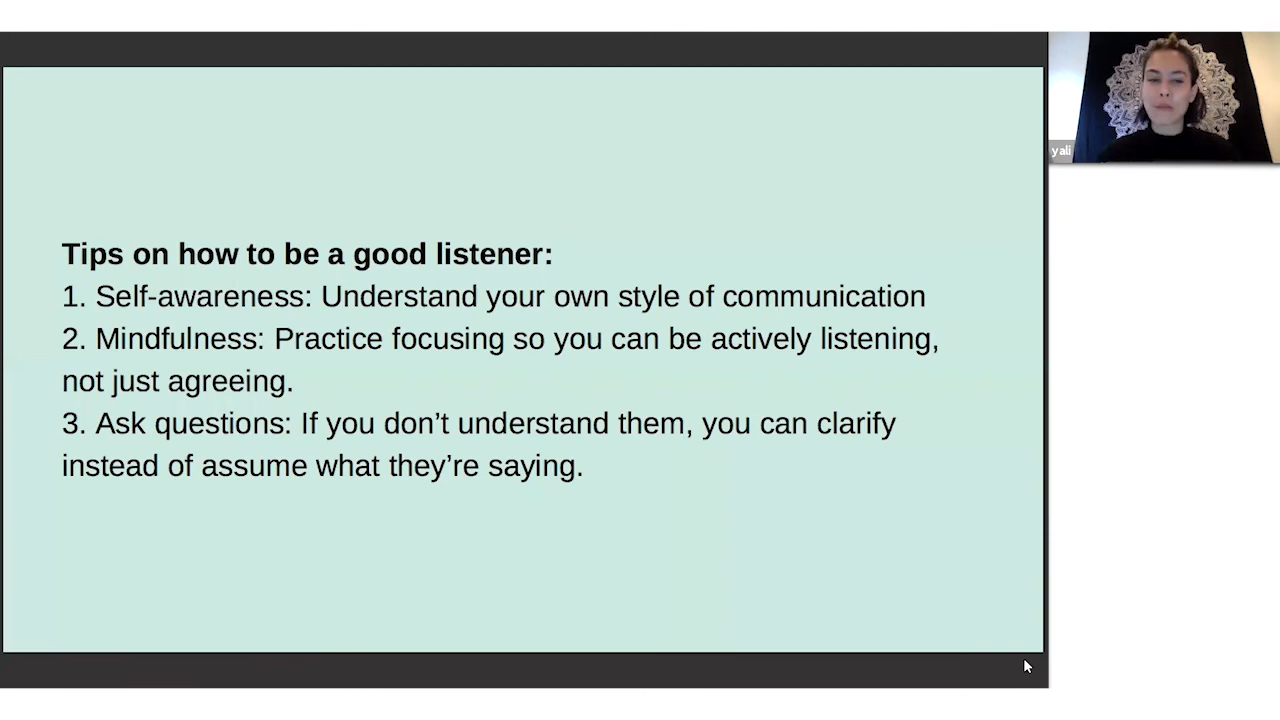 Tips on how to be a good listener:
1. Self-awareness: Understand your own style of communication
2. Mindfulness: Practice focusing so you can be actively listening,
not just agreeing.
3. Ask questions: If you don’t understand them, you can clarify
instead of assume what they’re saying.
yali